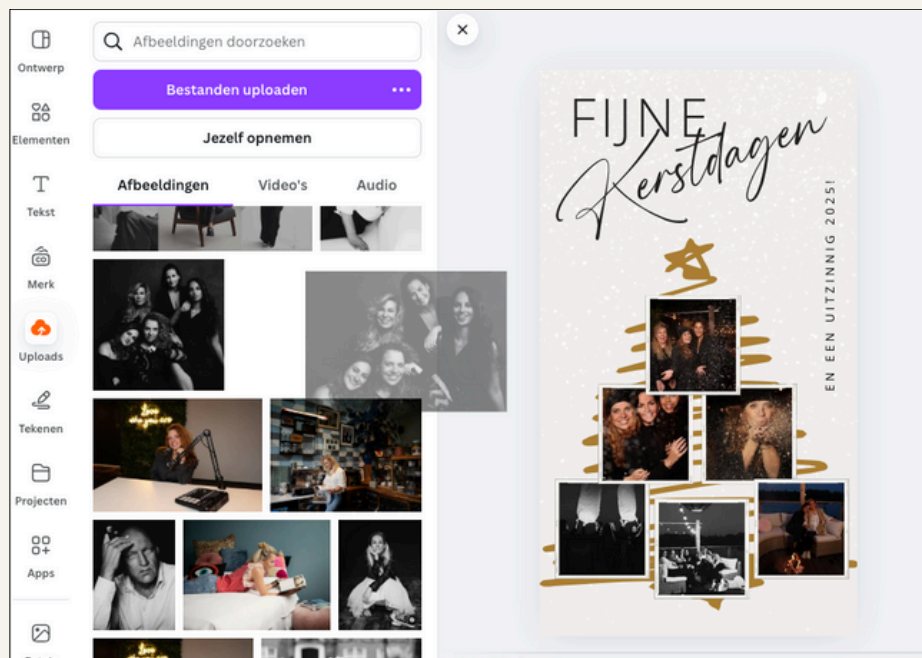 Ontwerp
Elementen
Tekst
CO
Merk
Uploads
Tekenen
Projecten
Apps
Afbeeldingen doorzoeken
Bestanden uploaden
Jezelf opnemen
Afbeeldingen
Video's
Audio
FIJNE
Kerstdagen
EN EEN UITZINNIG 2025!